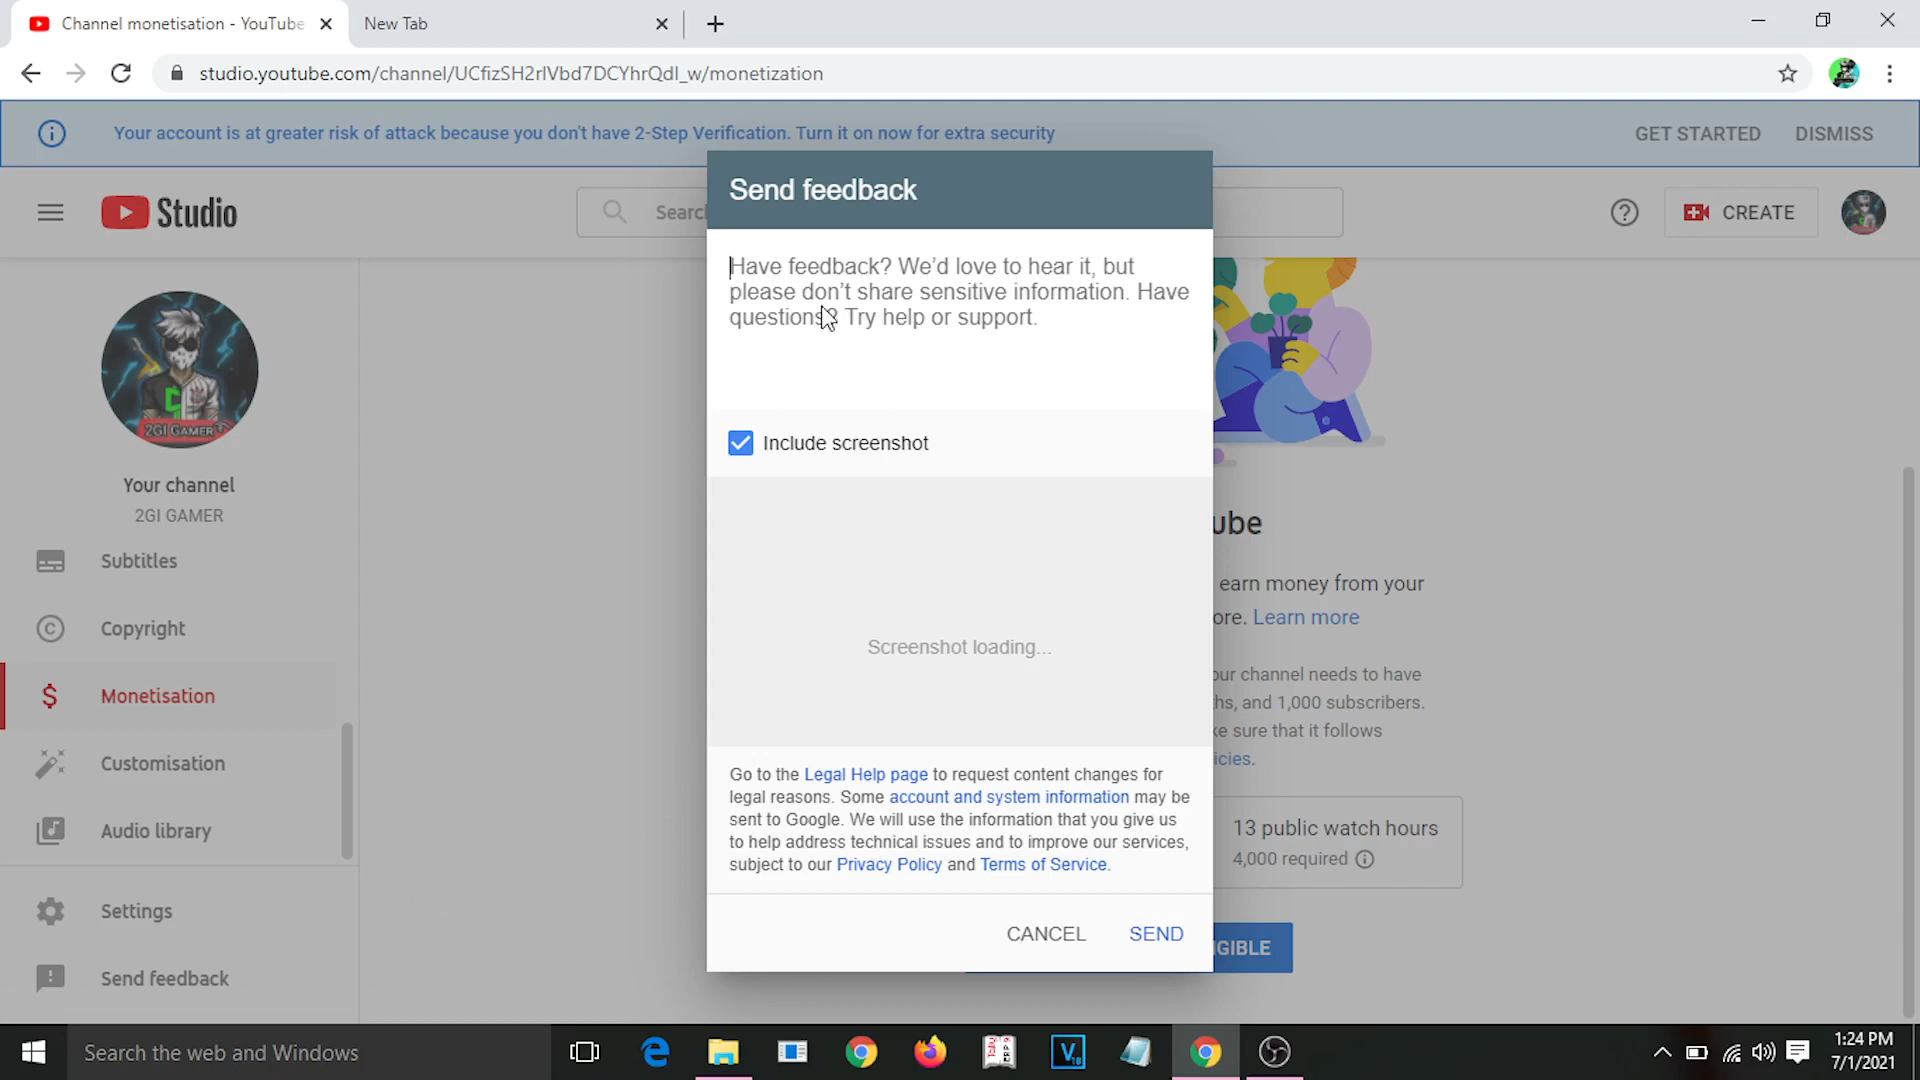 Channel monetisation - YouTube
New Tab
studio.youtube.com/channel/UCfizSH2rlVbd7DCYhrQdl_w/monetization
Your account is at greater risk of attack because you don't have 2-Step Verification. Turn it on now for extra security
GET STARTED
DISMISS
Studio
Search
CREATE
Send feedback
Have feedback? We'd love to hear it, but
please don't share sensitive information. Have
questions? Try help or support.
Include screenshot
Screenshot loading...
Go to the Legal Help page to request content changes for
legal reasons. Some account and system information may be
sent to Google. We will use the information that you give us
to help address technical issues and to improve our services,
subject to our Privacy Policy and Terms of Service.
CANCEL
SEND
2GI GAMER
Your channel
2GI GAMER
Subtitles
Copyright
Monetisation
Customisation
Audio library
Settings
Send feedback
ube
earn money from your
ore. Learn more
our channel needs to have
hs, and 1,000 subscribers.
ke sure that it follows
icies.
13 public watch hours
4,000 required
GIBLE
Search the web and Windows
1:24 PM
7/1/2021